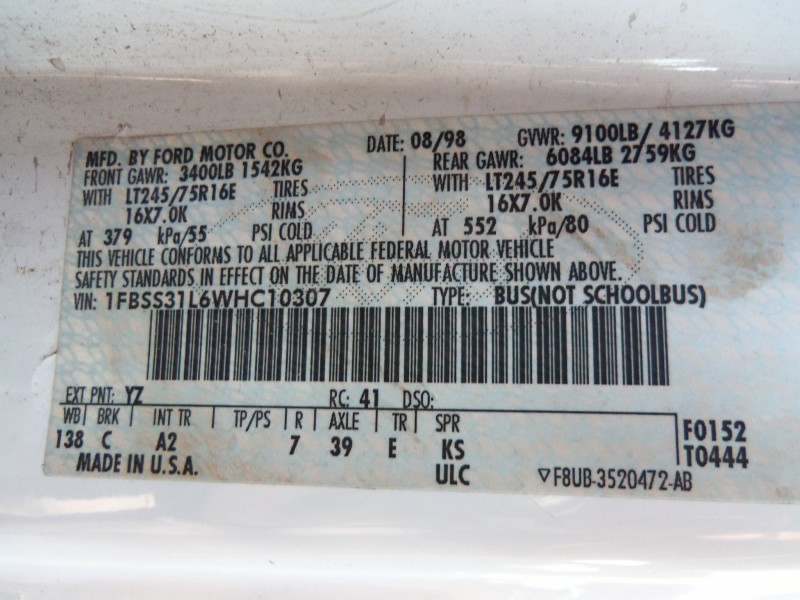 MFD. BY FORD MOTOR CO. DATE: 08/98 GVWR: 9100LB/ 4127KG
FRONT GAWR: 3400LB 1542KG REAR GAWR: 6084LB 2759KG
WITH LT245/75R16E TIRES WITH LT245/75R16E TIRES
16X7.0K RIMS 16X7.0K RIMS
AT 379 kPa/55 PSI COLD AT 552 kPa/80 PSI COLD
THIS VEHICLE CONFORMS TO ALL APPLICABLE FEDERAL MOTOR VEHICLE
SAFETY STANDARDS IN EFFECT ON THE DATE OF MANUFACTURE SHOWN ABOVE.
VIN: 1FBSS31L6WHC10307 TYPE: BUS(NOT SCHOOLBUS)
EXT PNT: YZ RC: 41 DSO:
WB BRK INT TR TP/PS R AXLE TR SPR F0152
138 C A2 7 39 E KS T0444
MADE IN U.S.A. ULC ▽F8UB-3520472-AB